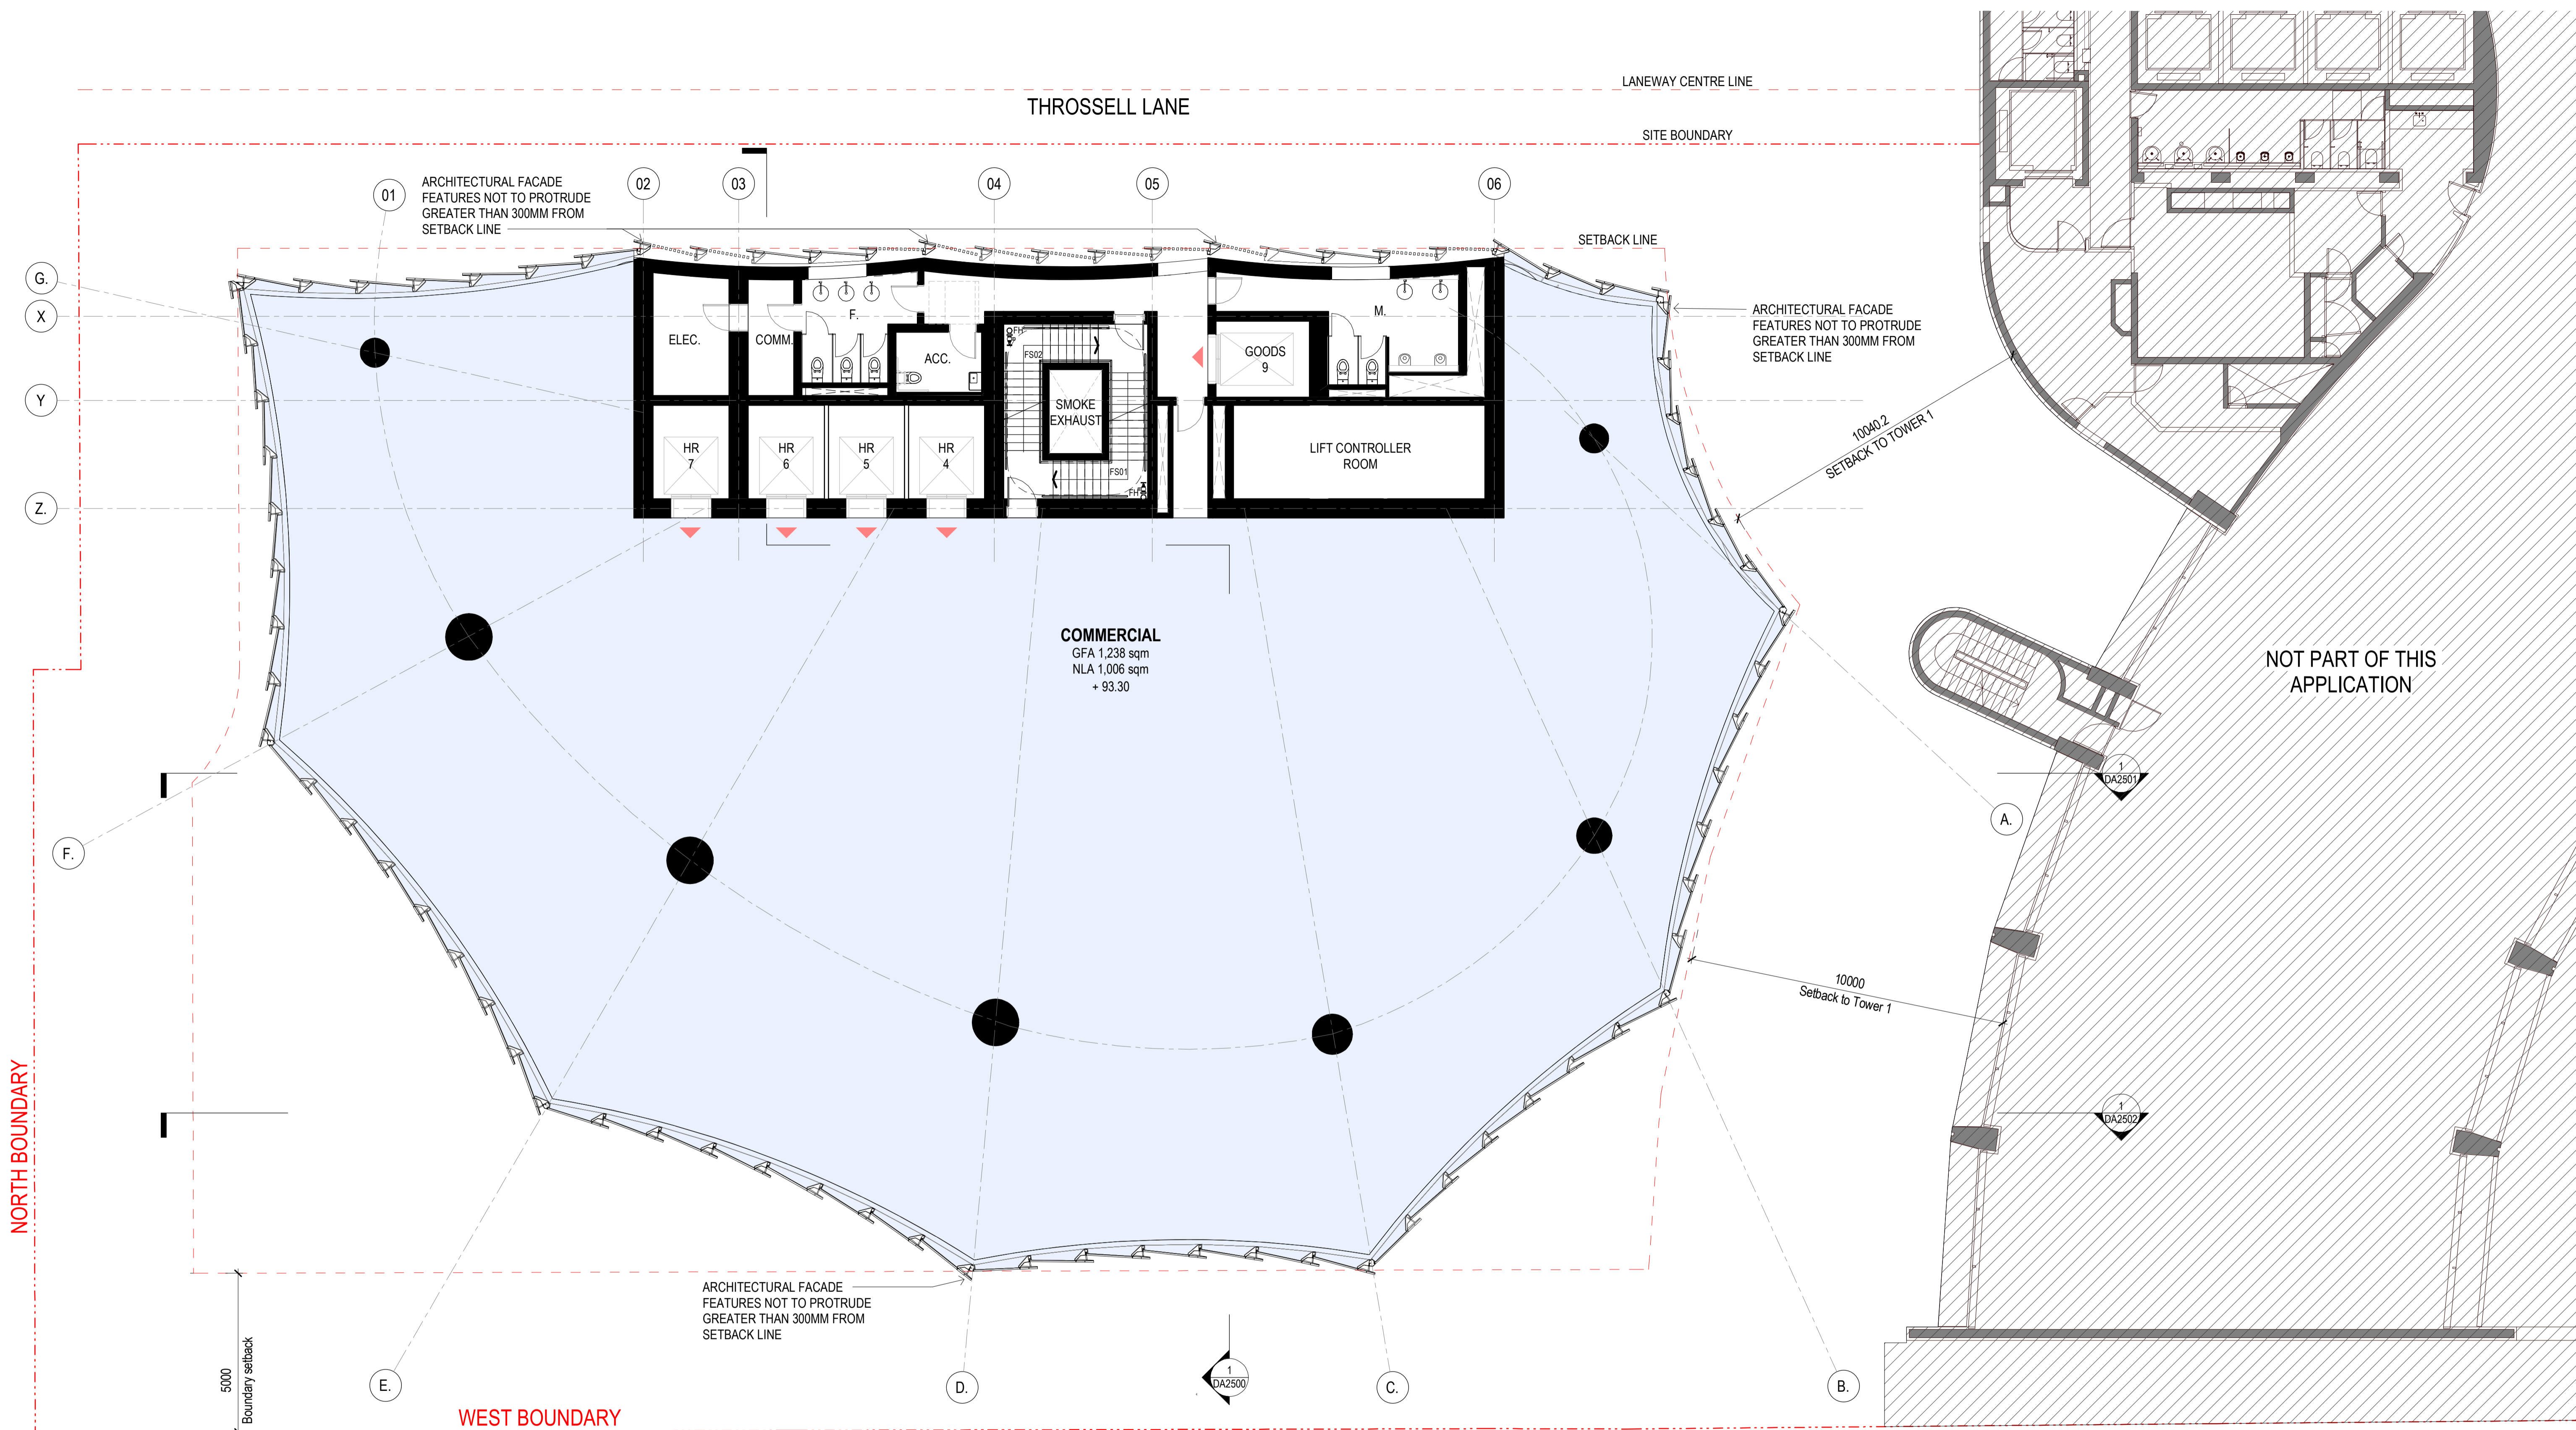 LANEWAY CENTRE LINE
THROSSELL LANE
SITE BOUNDARY
ARCHITECTURAL FACADE
FEATURES NOT TO PROTRUDE
GREATER THAN 300MM FROM
SETBACK LINE
01
02
03
04
05
06
SETBACK LINE
G.
X
Y
Z.
ARCHITECTURAL FACADE
FEATURES NOT TO PROTRUDE
GREATER THAN 300MM FROM
SETBACK LINE
ELEC.
COMM.
F.
ACC.
FH
FS02
SMOKE
EXHAUST
FS01
FH
GOODS
9
M.
HR
7
HR
6
HR
5
HR
4
LIFT CONTROLLER
ROOM
10040.2
SETBACK TO TOWER 1
COMMERCIAL
GFA 1,238 sqm
NLA 1,006 sqm
+ 93.30
NOT PART OF THIS
APPLICATION
1
DA2501
A.
F.
10000
Setback to Tower 1
1
DA2502
NORTH BOUNDARY
ARCHITECTURAL FACADE
FEATURES NOT TO PROTRUDE
GREATER THAN 300MM FROM
SETBACK LINE
5000
Boundary setback
E.
D.
1
DA2500
C.
B.
WEST BOUNDARY